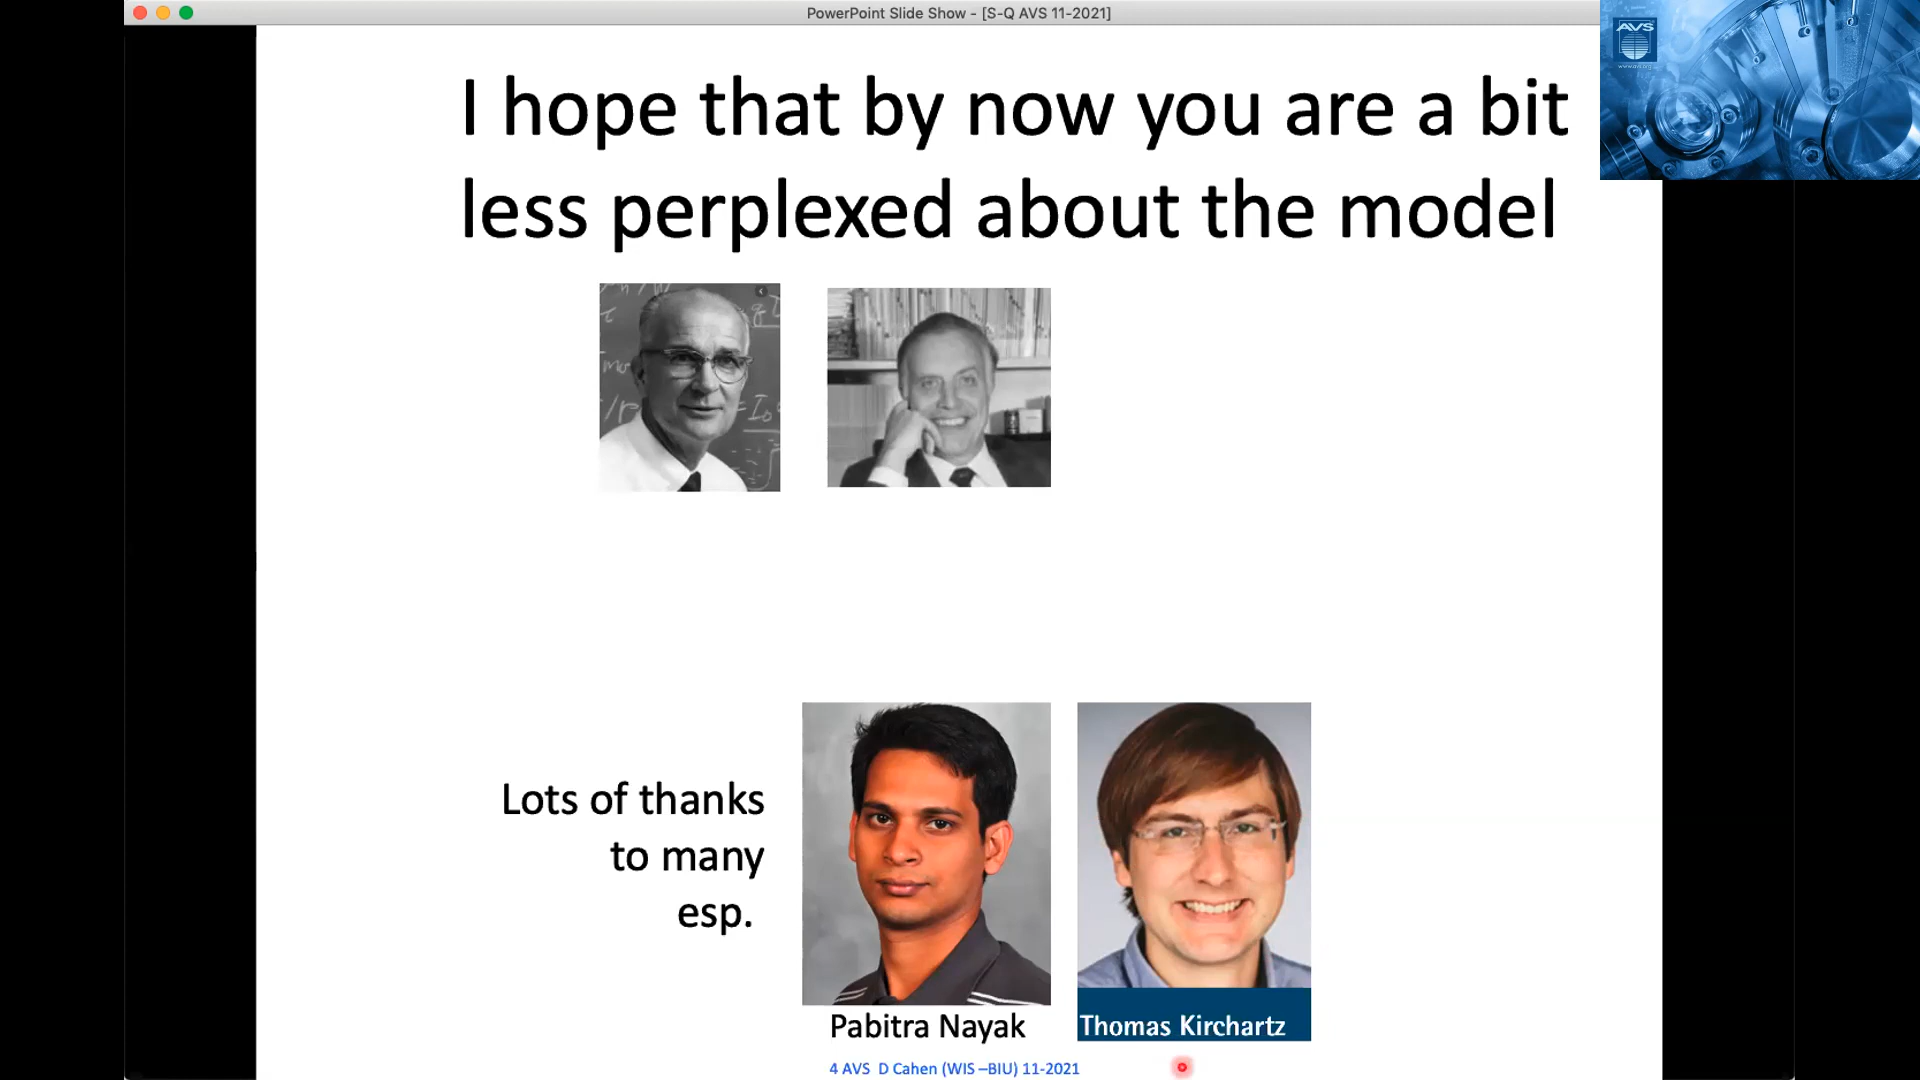 PowerPoint Slide Show - [S-Q AVS 11-2021]
AVS
I hope that by now you are a bit
less perplexed about the model
Lots of thanks
to many
esp.
Pabitra Nayak
Thomas Kirchartz
4 AVS D Cahen (WIS –BIU) 11-2021